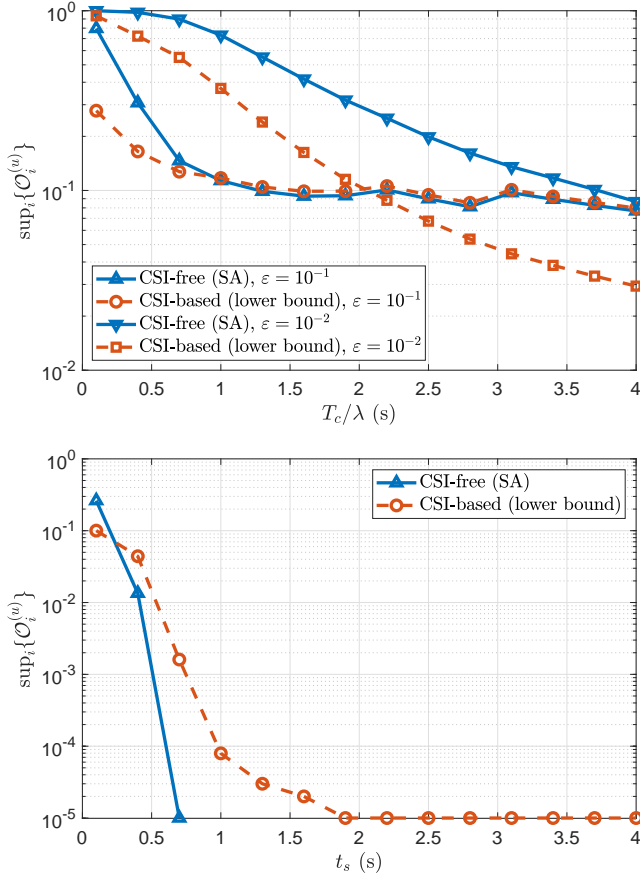 10^0
10^{-1}
10^{-2}
sup_i{𝒪_i^{(u)}}
CSI-free (SA), ε = 10^{-1}
CSI-based (lower bound), ε = 10^{-1}
CSI-free (SA), ε = 10^{-2}
CSI-based (lower bound), ε = 10^{-2}
0 0.5 1 1.5 2 2.5 3 3.5 4
T_c/λ (s)
10^0
10^{-1}
10^{-2}
10^{-3}
10^{-4}
10^{-5}
sup_i{𝒪_i^{(u)}}
CSI-free (SA)
CSI-based (lower bound)
0 0.5 1 1.5 2 2.5 3 3.5 4
t_s (s)